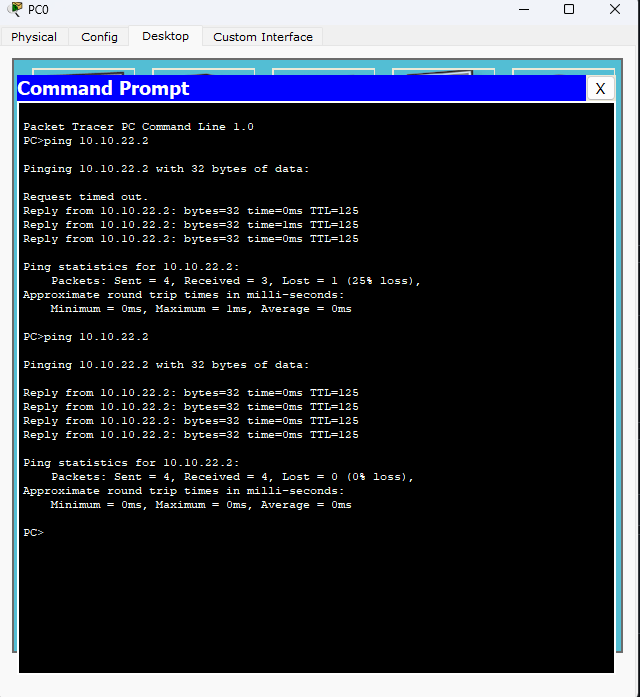 PC0
Physical Config Desktop Custom Interface
Command Prompt X
Packet Tracer PC Command Line 1.0
PC>ping 10.10.22.2
Pinging 10.10.22.2 with 32 bytes of data:
Request timed out.
Reply from 10.10.22.2: bytes=32 time=0ms TTL=125
Reply from 10.10.22.2: bytes=32 time=1ms TTL=125
Reply from 10.10.22.2: bytes=32 time=0ms TTL=125
Ping statistics for 10.10.22.2:
Packets: Sent = 4, Received = 3, Lost = 1 (25% loss),
Approximate round trip times in milli-seconds:
Minimum = 0ms, Maximum = 1ms, Average = 0ms
PC>ping 10.10.22.2
Pinging 10.10.22.2 with 32 bytes of data:
Reply from 10.10.22.2: bytes=32 time=0ms TTL=125
Reply from 10.10.22.2: bytes=32 time=0ms TTL=125
Reply from 10.10.22.2: bytes=32 time=0ms TTL=125
Reply from 10.10.22.2: bytes=32 time=0ms TTL=125
Ping statistics for 10.10.22.2:
Packets: Sent = 4, Received = 4, Lost = 0 (0% loss),
Approximate round trip times in milli-seconds:
Minimum = 0ms, Maximum = 0ms, Average = 0ms
PC>